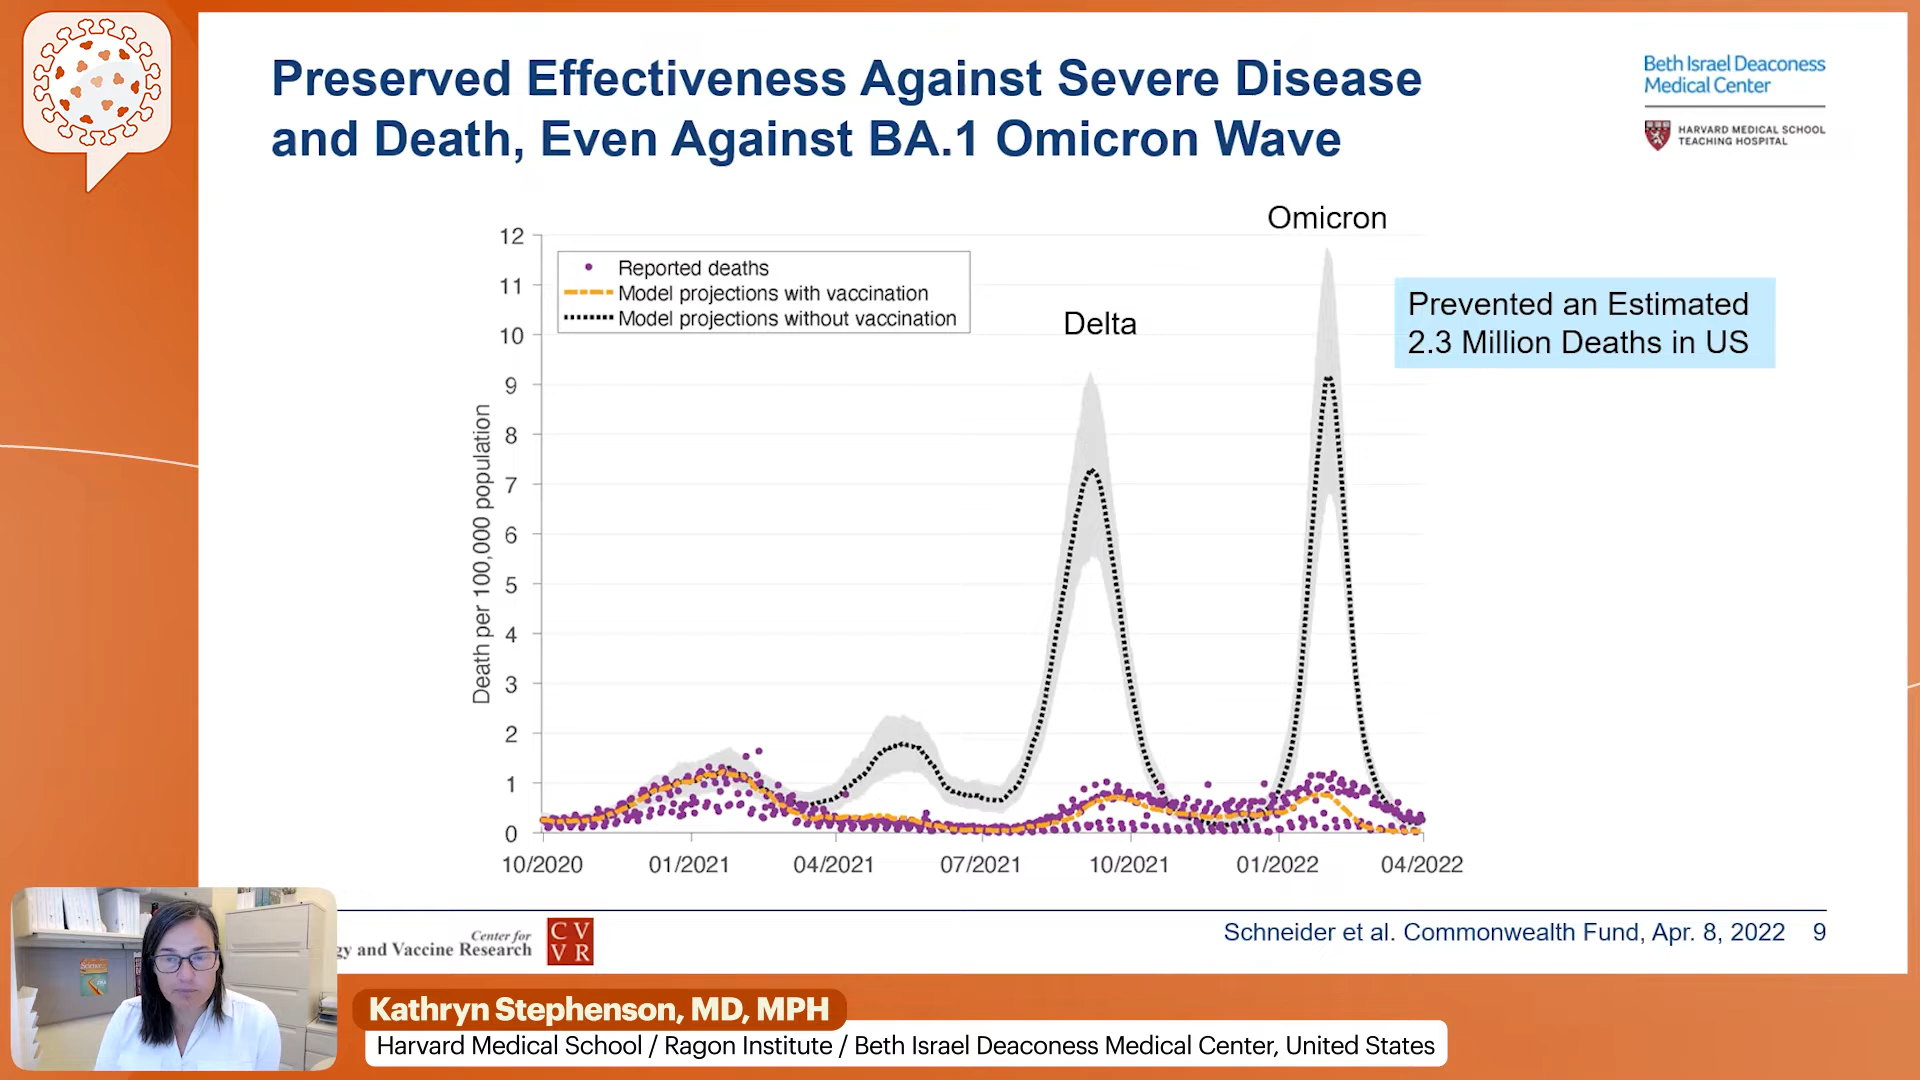 Preserved Effectiveness Against Severe Disease
and Death, Even Against BA.1 Omicron Wave
Beth Israel Deaconess
Medical Center
HARVARD MEDICAL SCHOOL
TEACHING HOSPITAL
Omicron
Delta
Prevented an Estimated
2.3 Million Deaths in US
Reported deaths
Model projections with vaccination
Model projections without vaccination
Death per 100,000 population
12
11
10
9
8
7
6
5
4
3
2
1
0
10/2020 01/2021 04/2021 07/2021 10/2021 01/2022 04/2022
Center for
gy and Vaccine Research
C V
V R
Schneider et al. Commonwealth Fund, Apr. 8, 2022 9
Kathryn Stephenson, MD, MPH
Harvard Medical School / Ragon Institute / Beth Israel Deaconess Medical Center, United States